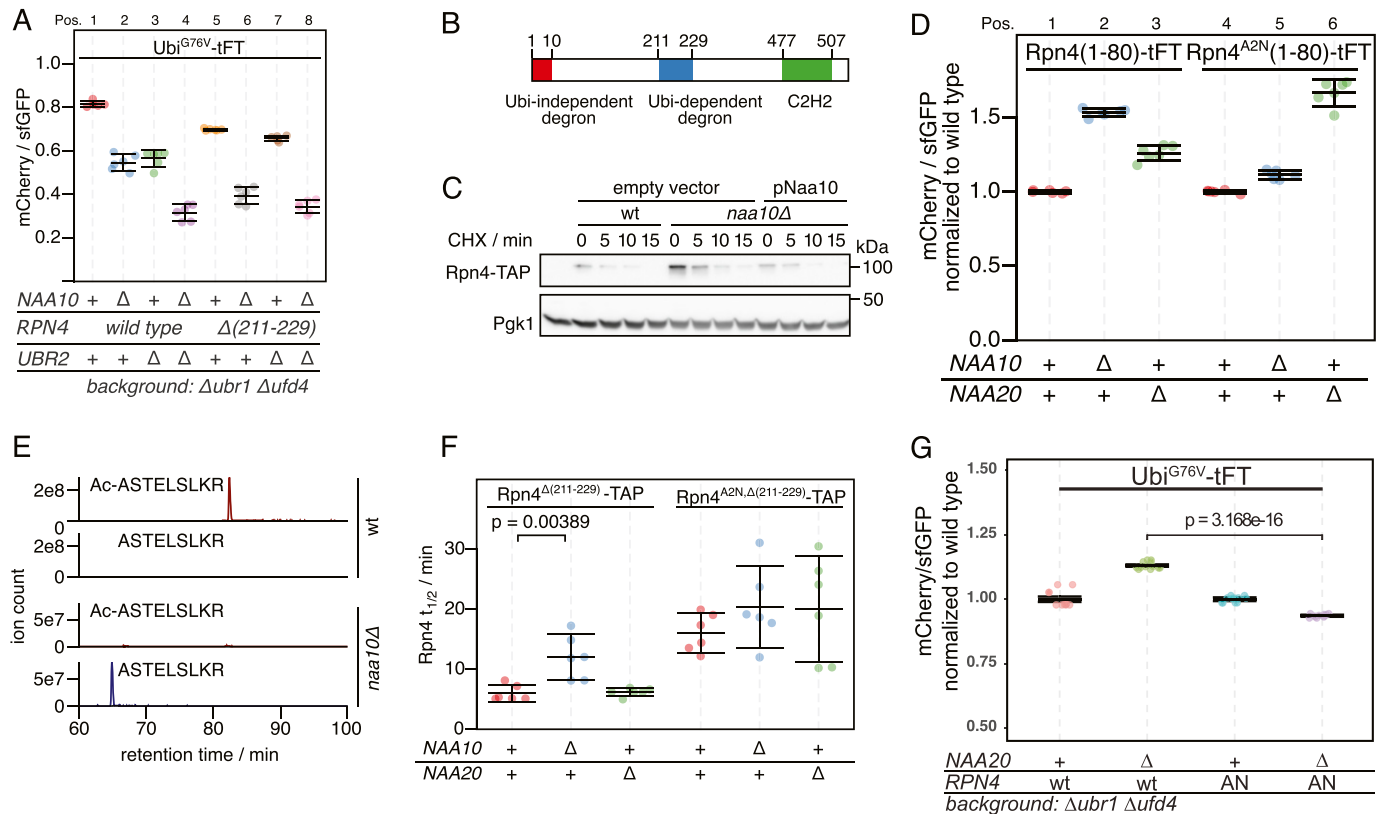 A
Pos. 1 2 3 4 5 6 7 8
Ubi^G76V-tFT
mCherry / sfGFP
1.0
0.8
0.6
0.4
0.2
NAA10 + Δ + Δ + Δ + Δ
RPN4 wild type Δ(211-229)
UBR2 + + Δ Δ + + Δ Δ
background: Δubr1 Δufd4
B
1 10 211 229 477 507
Ubi-independent degron
Ubi-dependent degron
C2H2
C
empty vector pNaa10
wt naa10Δ
CHX / min 0 5 10 15 0 5 10 15 0 5 10 15 kDa
Rpn4-TAP 100
50
Pgk1
D
Pos. 1 2 3 4 5 6
Rpn4(1-80)-tFT Rpn4^A2N(1-80)-tFT
mCherry / sfGFP
normalized to wild type
1.5
1.0
0.5
0.0
NAA10 + Δ + + Δ +
NAA20 + + Δ + + Δ
E
ion count
2e8 Ac-ASTELSLKR
0
2e8 ASTELSLKR
0
wt
5e7 Ac-ASTELSLKR
0
5e7 ASTELSLKR
0
naa10Δ
60 70 80 90 100
retention time / min
F
Rpn4^Δ(211-229)-TAP Rpn4^A2N,Δ(211-229)-TAP
p = 0.00389
Rpn4 t1/2 / min
30
20
10
0
NAA10 + Δ + + Δ +
NAA20 + + Δ + + Δ
G
Ubi^G76V-tFT
p = 3.168e-16
mCherry/sfGFP
normalized to wild type
1.50
1.25
1.00
0.75
0.50
NAA20 + Δ + Δ
RPN4 wt wt AN AN
background: Δubr1 Δufd4